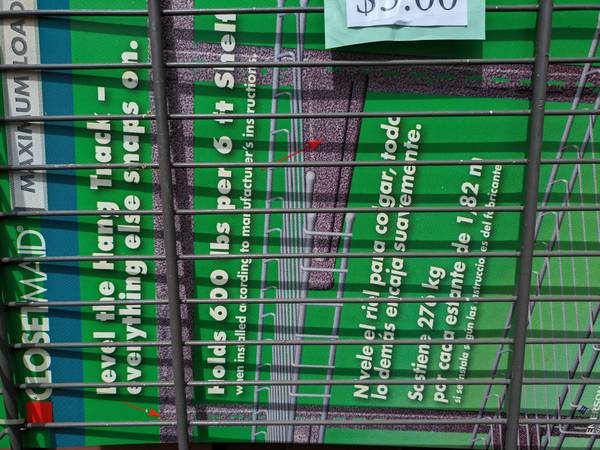 $5.00
MAXIMUM LOAD
CLOSETMAID®
Level the Hang Track –
everything else snaps on.
Holds 600 lbs per 6 ft Shelf
when installed according to manufacturer's instructions.
Nivele el riel para colgar, todo
lo demás encaja suavemente.
Sostiene 276 kg
por cada estante de 1,82 m
si se instala según las instrucciones del fabricante
EMERSON